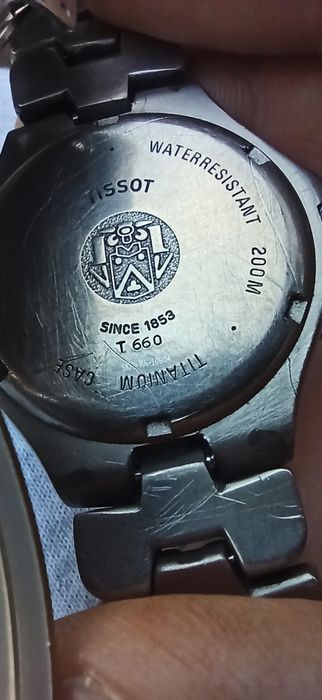 TISSOT
WATERRESISTANT 200M
SINCE 1853
T 660
TITANIUM
CASE